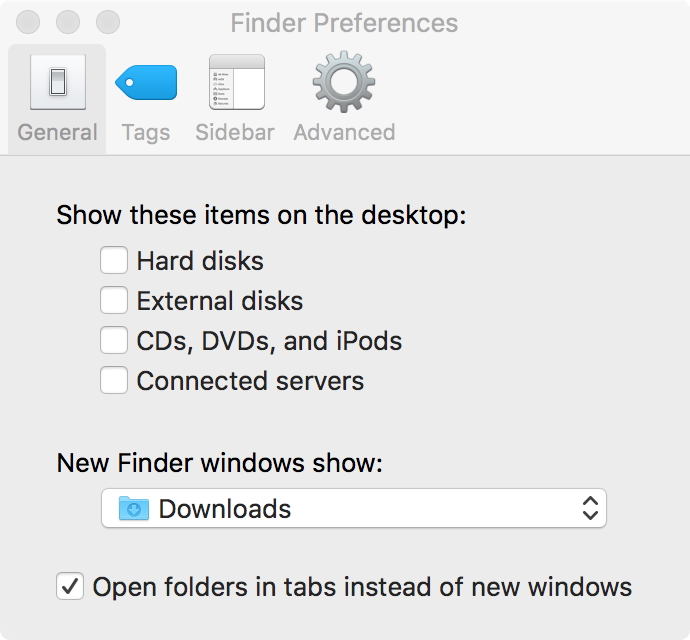 Finder Preferences
General Tags Sidebar Advanced
Show these items on the desktop:
Hard disks
External disks
CDs, DVDs, and iPods
Connected servers
New Finder windows show:
Downloads
Open folders in tabs instead of new windows